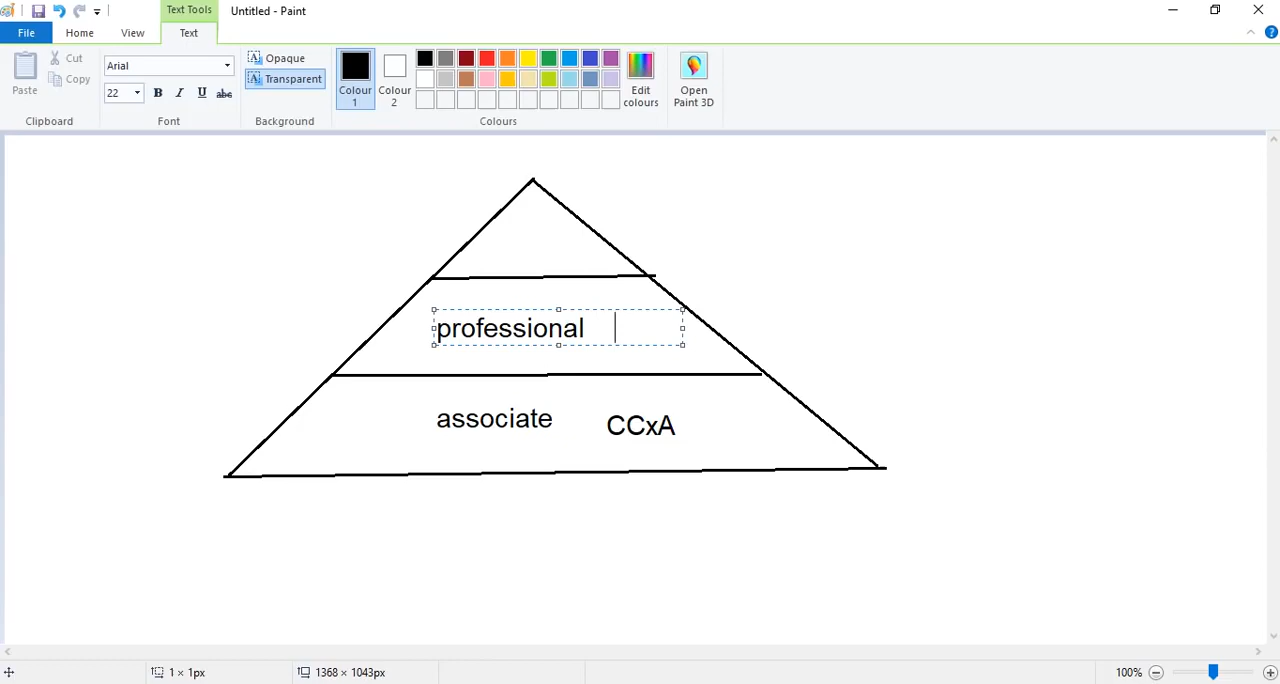 Text Tools
Untitled - Paint
File
Home
View
Text
Paste
Cut
Copy
Clipboard
Arial
22
B I U abc
Font
Opaque
Transparent
Background
Colour 1
Colour 2
Edit colours
Colours
Open Paint 3D
professional
associate
CCxA
1 × 1px
1368 × 1043px
100%